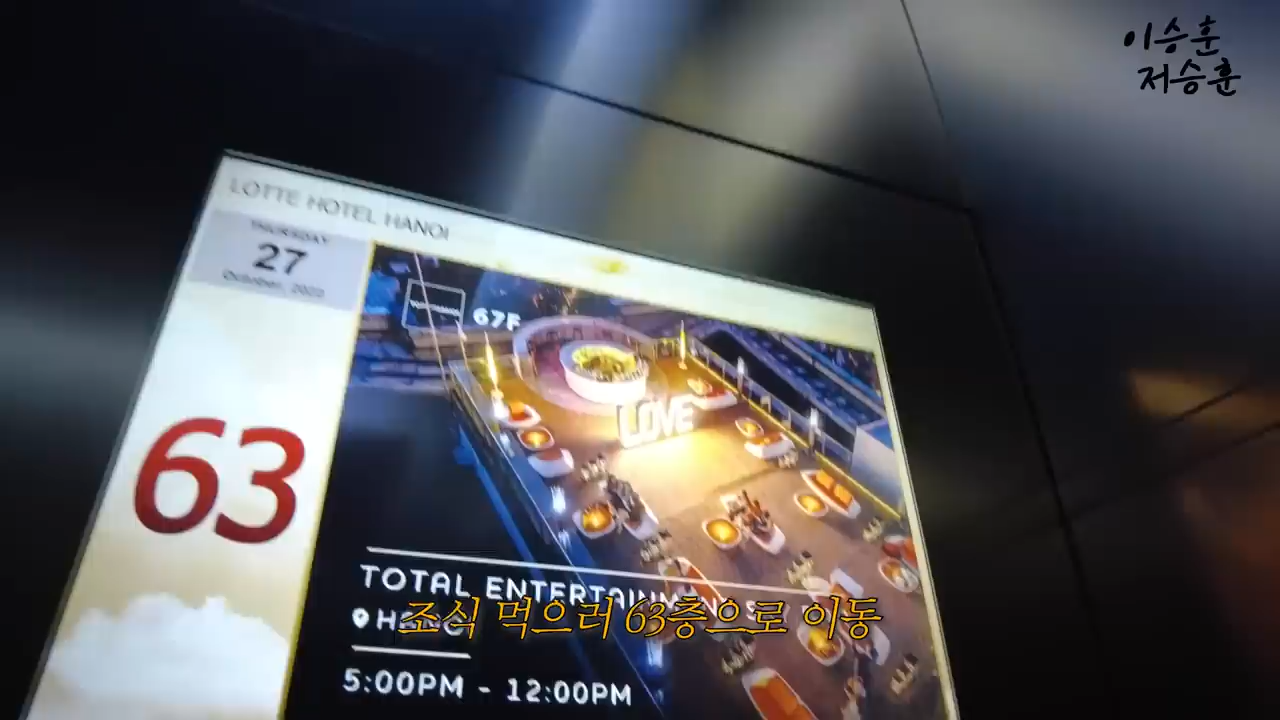 이승훈
저승훈
LOTTE HOTEL HANOI
THURSDAY
27
October, 2022
67F
LOVE
63
TOTAL ENTERTAINMENT
조식 먹으러 63층으로 이동
5:00PM - 12:00PM